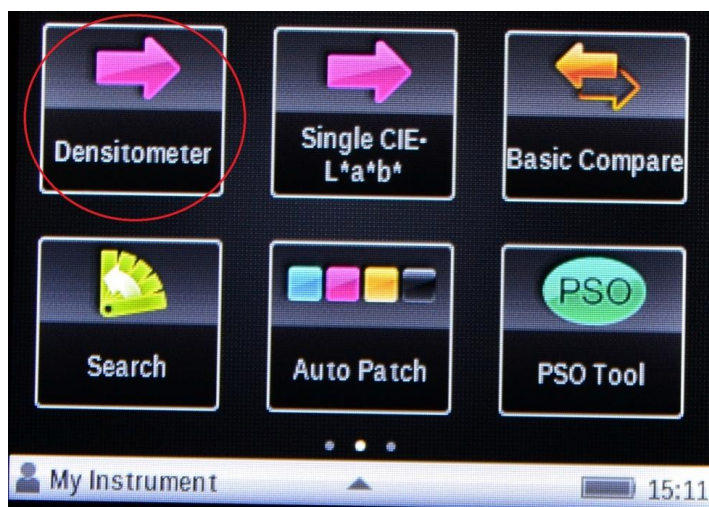 Densitometer
Single CIE-
L*a*b*
Basic Compare
Search
Auto Patch
PSO
PSO Tool
My Instrument
15:11